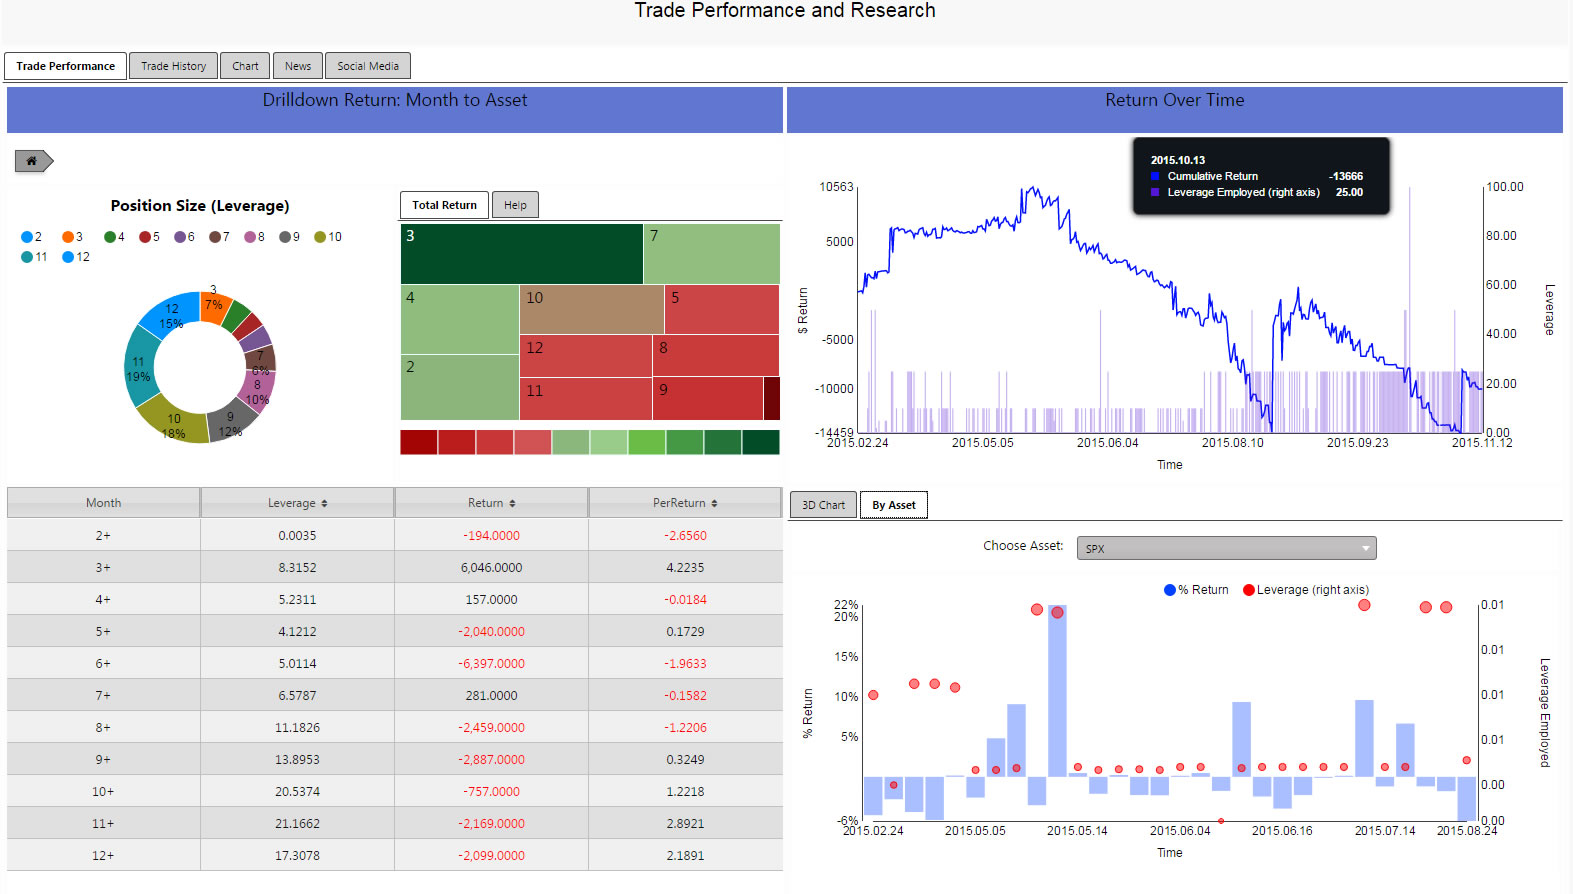 Trade Performance and Research
Trade Performance
Trade History
Chart
News
Social Media
Drilldown Return: Month to Asset
Position Size (Leverage)
2 3 4 5 6 7 8 9 10
11 12
3
7%
12
15%
11
19%
10
18%
9
12%
8
10%
7
6%
Total Return
Help
3
7
4
10
5
12
8
2
11
9
Month Leverage Return PerReturn
2+ 0.0035 -194.0000 -2.6560
3+ 8.3152 6,046.0000 4.2235
4+ 5.2311 157.0000 -0.0184
5+ 4.1212 -2,040.0000 0.1729
6+ 5.0114 -6,397.0000 -1.9633
7+ 6.5787 281.0000 -0.1582
8+ 11.1826 -2,459.0000 -1.2206
9+ 13.8953 -2,887.0000 0.3249
10+ 20.5374 -757.0000 1.2218
11+ 21.1662 -2,169.0000 2.8921
12+ 17.3078 -2,099.0000 2.1891
Return Over Time
2015.10.13
Cumulative Return -13666
Leverage Employed (right axis) 25.00
10563
5000
-5000
-10000
-14459
$ Return
100.00
80.00
60.00
40.00
20.00
0.00
Leverage
2015.02.24 2015.05.05 2015.06.04 2015.08.10 2015.09.23 2015.11.12
Time
3D Chart
By Asset
Choose Asset: SPX
% Return Leverage (right axis)
22%
20%
15%
10%
5%
-6%
% Return
0.01
0.01
0.01
0.01
0.00
0.00
Leverage Employed
2015.02.24 2015.05.05 2015.05.14 2015.06.04 2015.06.16 2015.07.14 2015.08.24
Time